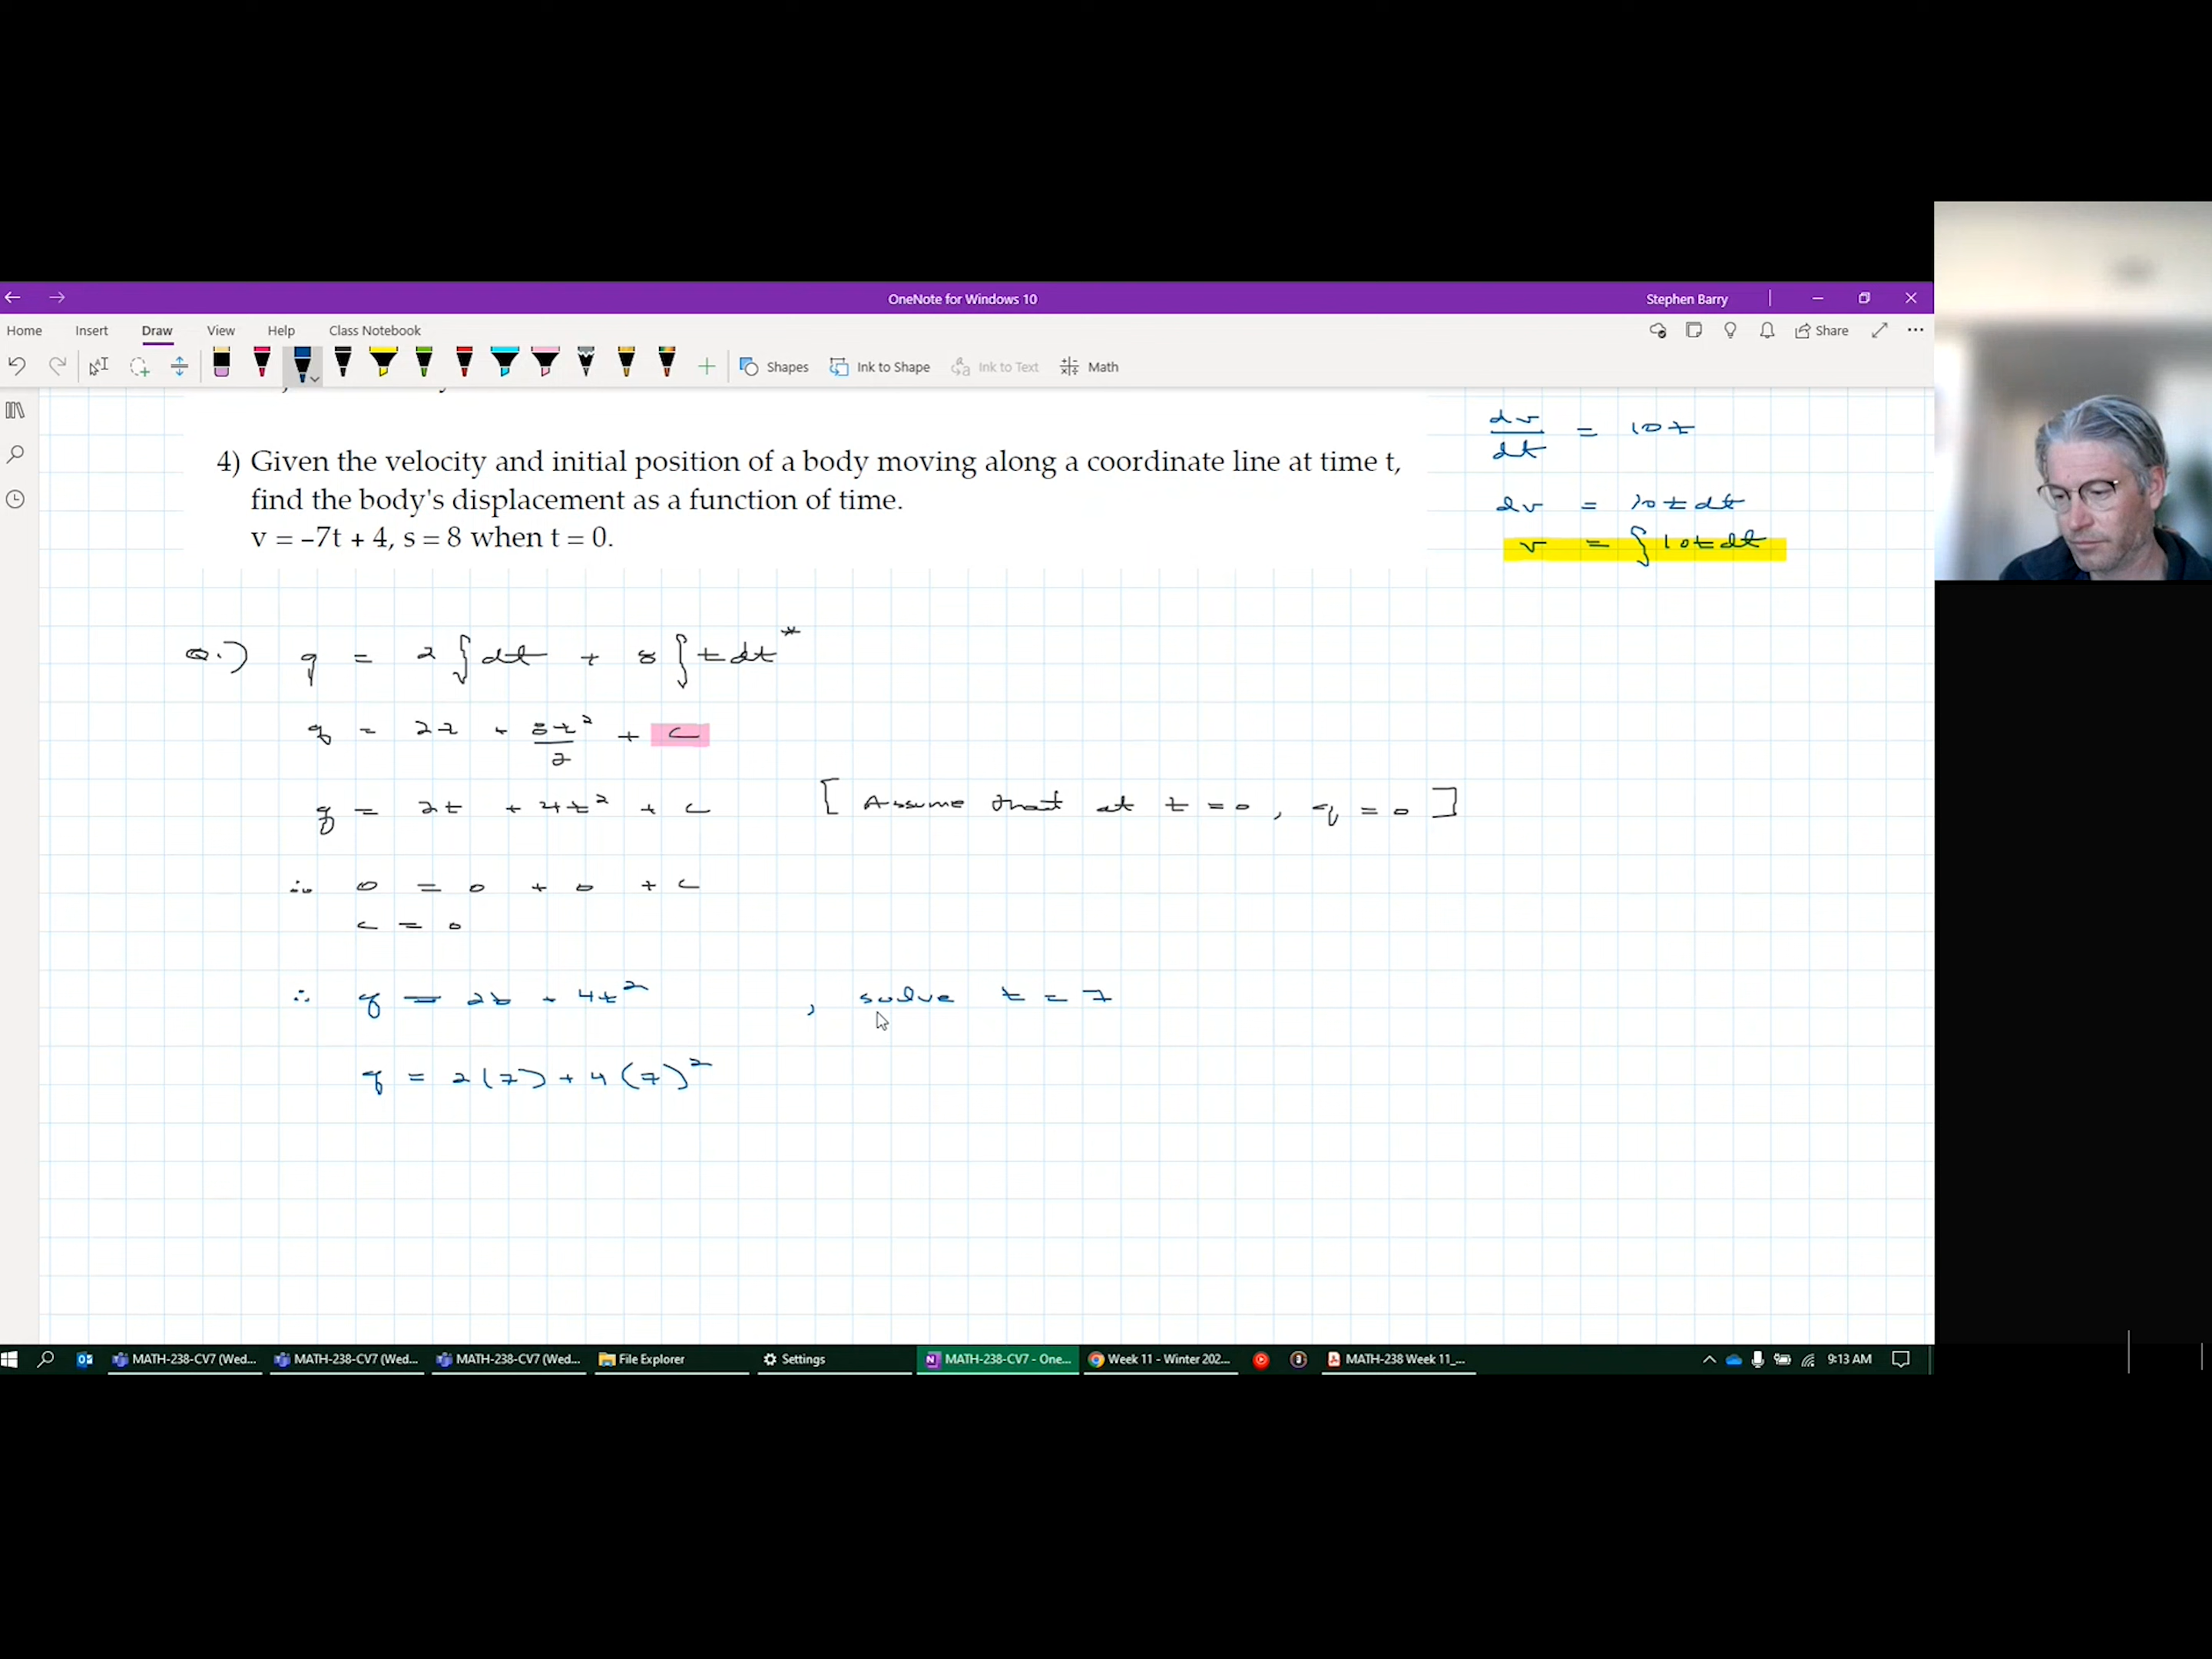 OneNote for Windows 10
Stephen Barry
Home Insert Draw View Help Class Notebook
Share
Shapes Ink to Shape Ink to Text Math
4) Given the velocity and initial position of a body moving along a coordinate line at time t,
find the body's displacement as a function of time.
v = –7t + 4, s = 8 when t = 0.
dv/dt = 10t
dv = 10t dt
v = ∫ 10t dt
Q.) q = 2 ∫ dt + 8 ∫ t dt *
q = 2t + 8t²/2 + c
q = 2t + 4t² + c [ Assume that at t = 0, q = 0 ]
∴ 0 = 0 + 0 + c
c = 0
∴ q = 2t + 4t² , solve t = 7
q = 2(7) + 4(7)²
MATH-238-CV7 (Wed... MATH-238-CV7 (Wed... MATH-238-CV7 (Wed... File Explorer Settings MATH-238-CV7 - One... Week 11 - Winter 202... MATH-238 Week 11_... 9:13 AM